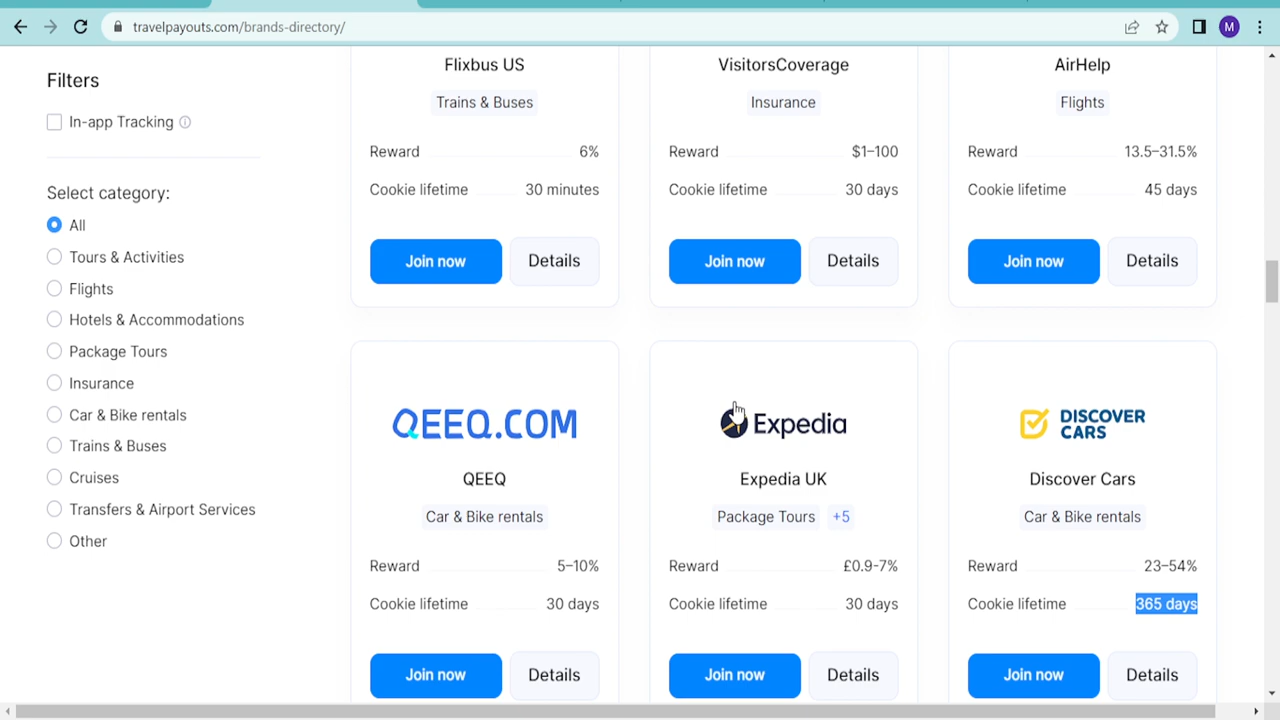 travelpayouts.com/brands-directory/
M
Filters
In-app Tracking
Select category:
All
Tours & Activities
Flights
Hotels & Accommodations
Package Tours
Insurance
Car & Bike rentals
Trains & Buses
Cruises
Transfers & Airport Services
Other
Flixbus US
Trains & Buses
Reward 6%
Cookie lifetime 30 minutes
Join now Details
VisitorsCoverage
Insurance
Reward $1–100
Cookie lifetime 30 days
Join now Details
AirHelp
Flights
Reward 13.5–31.5%
Cookie lifetime 45 days
Join now Details
QEEQ.COM
QEEQ
Car & Bike rentals
Reward 5–10%
Cookie lifetime 30 days
Join now Details
Expedia
Expedia UK
Package Tours +5
Reward £0.9-7%
Cookie lifetime 30 days
Join now Details
DISCOVER
CARS
Discover Cars
Car & Bike rentals
Reward 23–54%
Cookie lifetime 365 days
Join now Details